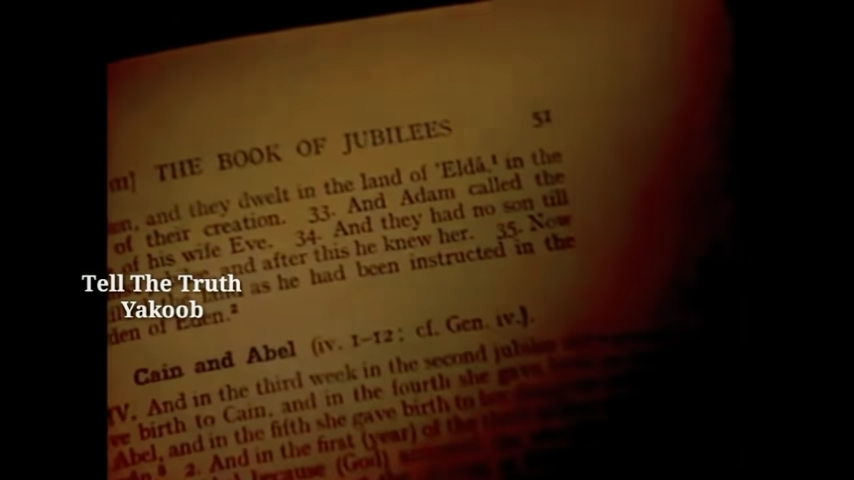 III] THE BOOK OF JUBILEES 51
en, and they dwelt in the land of 'Eldâ,¹ in the
of their creation. 33. And Adam called the
of his wife Eve. 34. And they had no son till
and after this he knew her. 35. Now
land as he had been instructed in the
den of Eden.²
Tell The Truth
Yakoob
Cain and Abel (iv. 1-12; cf. Gen. iv.).
IV. And in the third week in the second jubilee
ve birth to Cain, and in the fourth she gave
Abel, and in the fifth she gave birth to her
2. And in the first (year) of the
because (God)